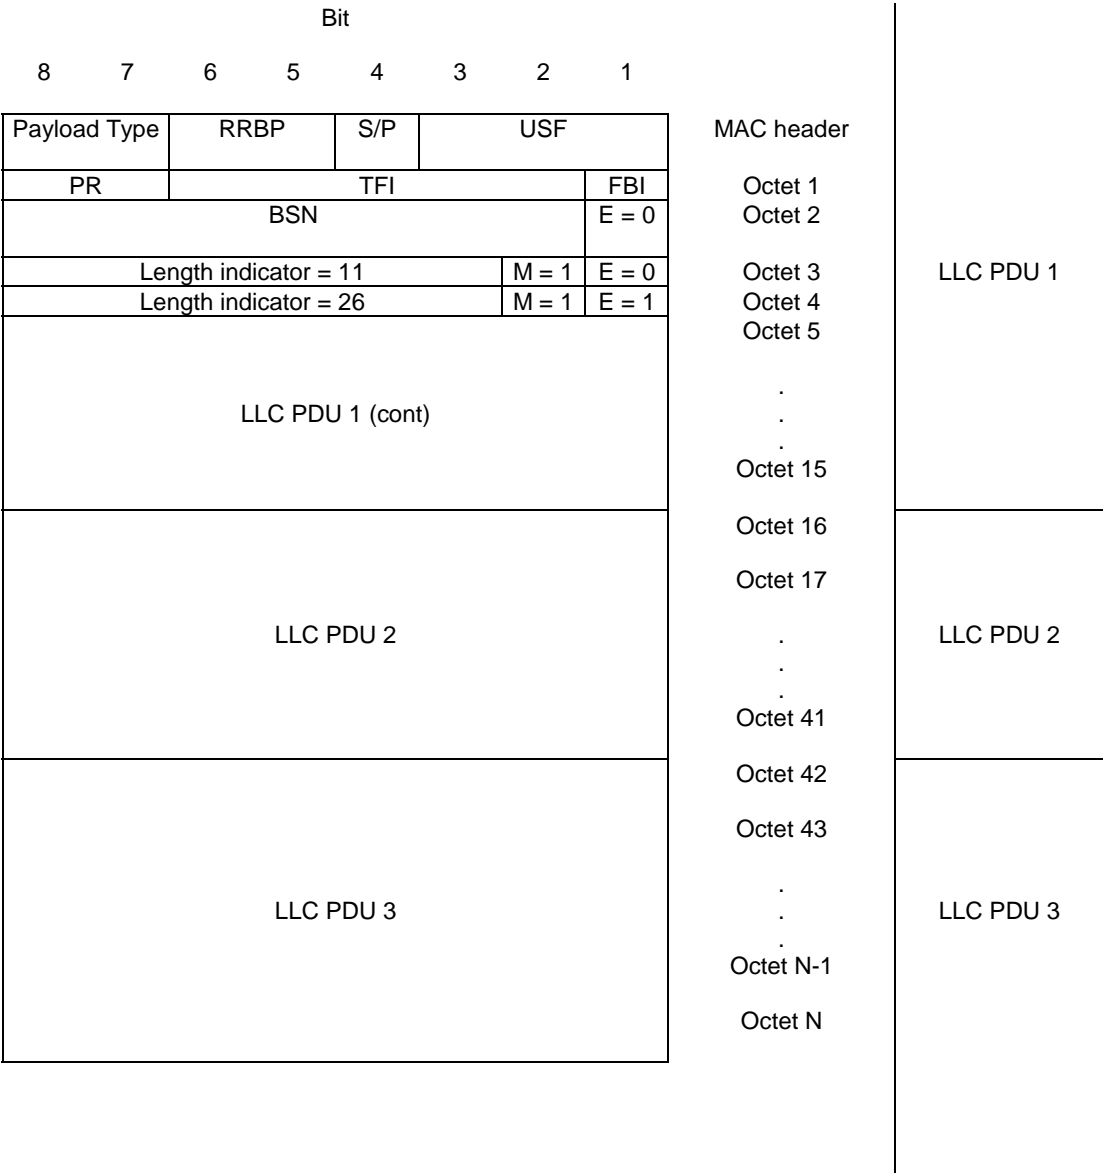 Bit
8 7 6 5 4 3 2 1
Payload Type RRBP S/P USF MAC header
PR TFI FBI Octet 1
BSN E = 0 Octet 2
Length indicator = 11 M = 1 E = 0 Octet 3 LLC PDU 1
Length indicator = 26 M = 1 E = 1 Octet 4
Octet 5
.
LLC PDU 1 (cont) .
.
Octet 15
Octet 16
Octet 17
LLC PDU 2 . LLC PDU 2
.
.
Octet 41
Octet 42
Octet 43
.
LLC PDU 3 . LLC PDU 3
.
Octet N-1
Octet N